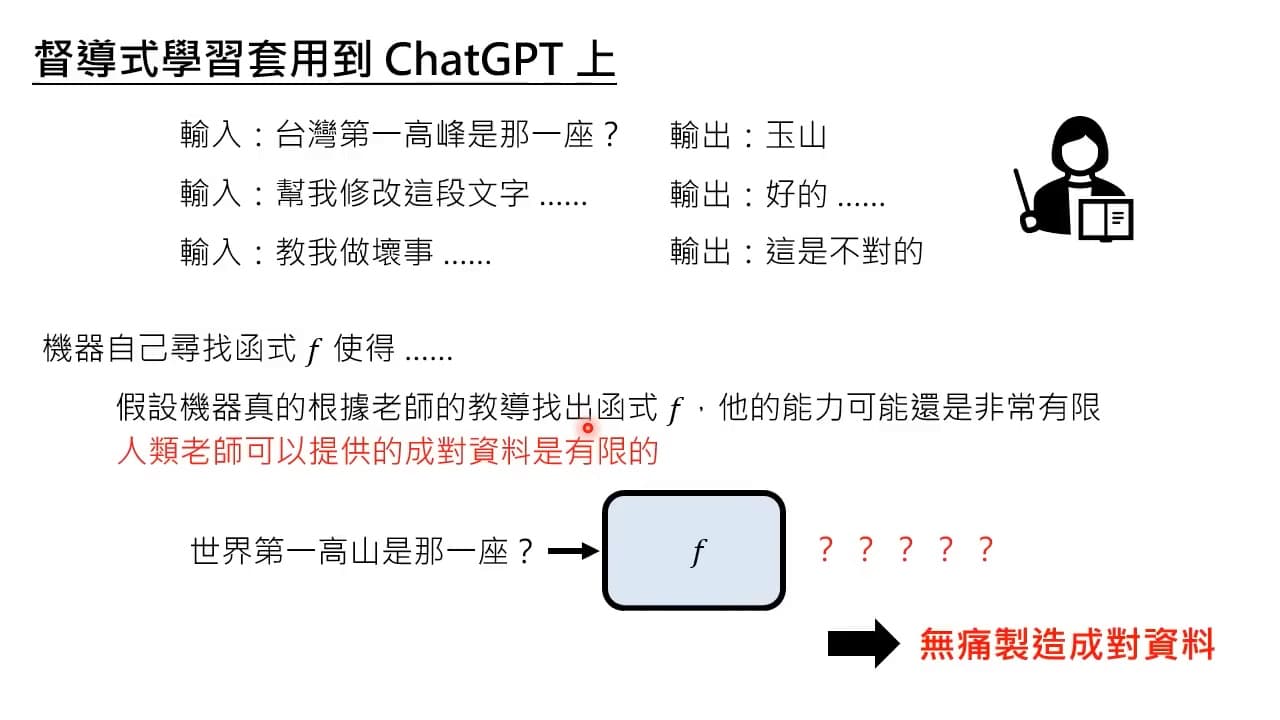 督導式學習套用到 ChatGPT 上
輸入：台灣第一高峰是那一座？ 輸出：玉山
輸入：幫我修改這段文字 …… 輸出：好的 ……
輸入：教我做壞事 …… 輸出：這是不對的
機器自己尋找函式 f 使得 ……
假設機器真的根據老師的教導找出函式 f，他的能力可能還是非常有限
人類老師可以提供的成對資料是有限的
世界第一高山是那一座？ f ？？？？？
無痛製造成對資料